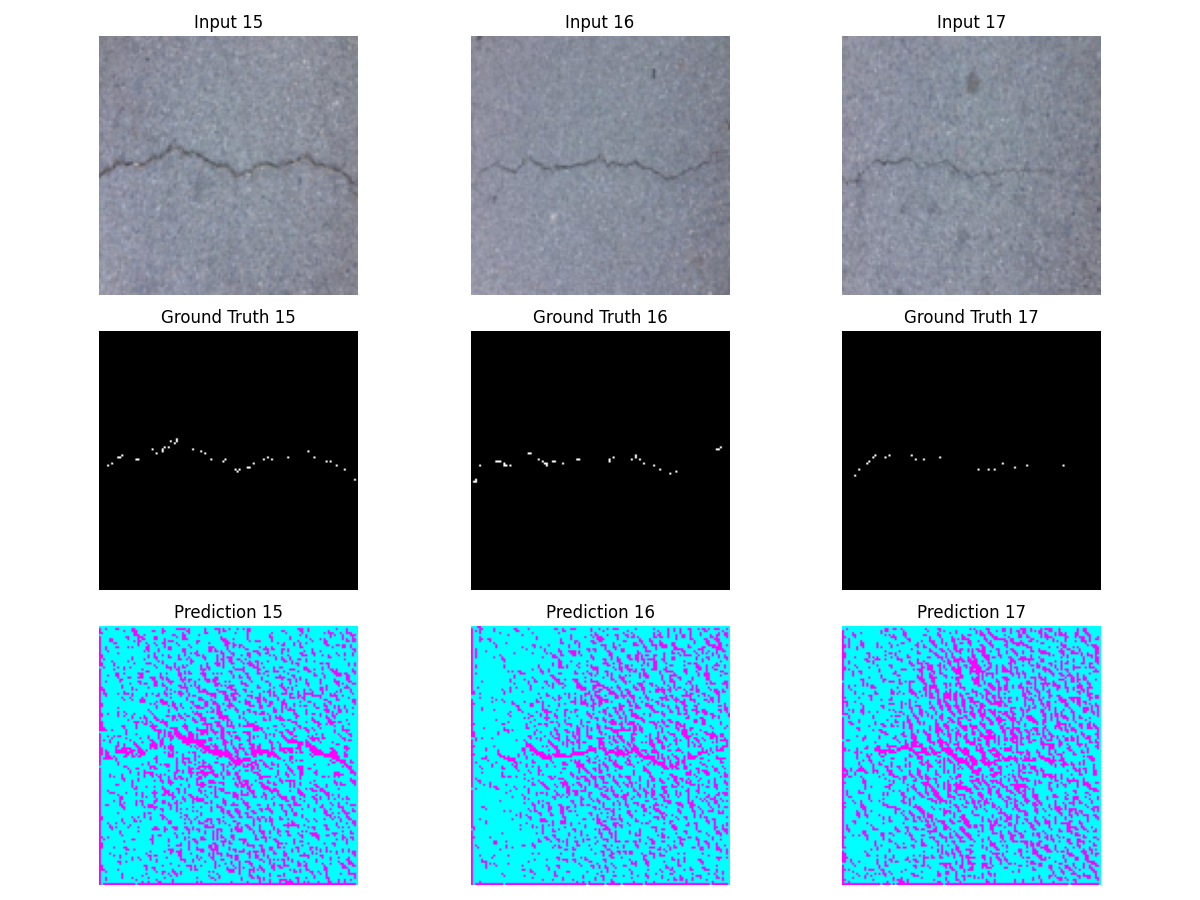 Input 15
Input 16
Input 17
Ground Truth 15
Ground Truth 16
Ground Truth 17
Prediction 15
Prediction 16
Prediction 17